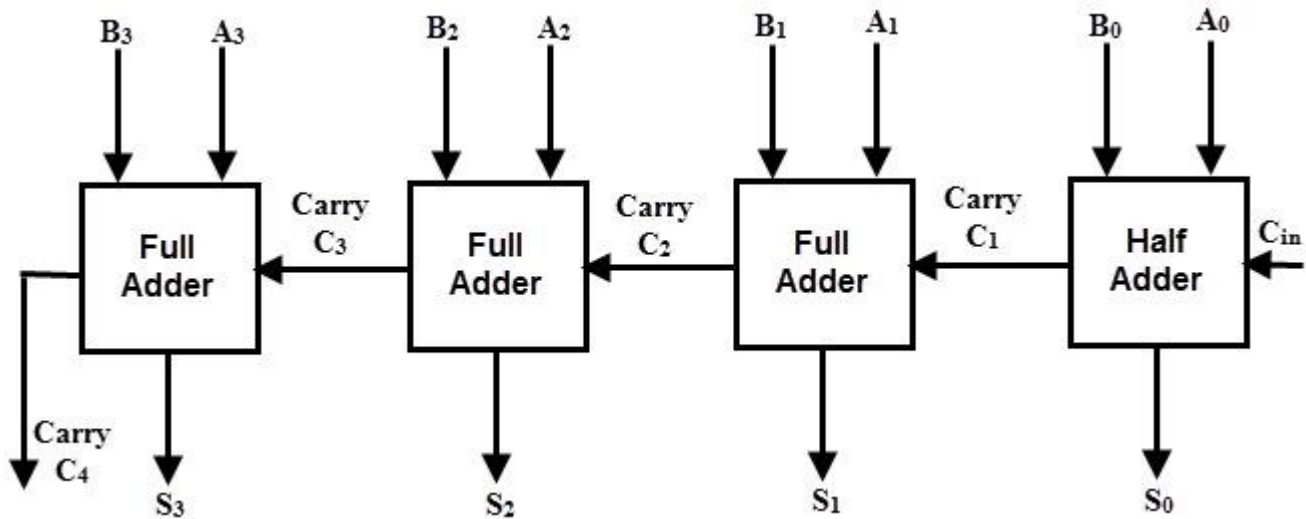 B₃ A₃ B₂ A₂ B₁ A₁ B₀ A₀
Carry
C₃
Carry
C₂
Carry
C₁
Cin
Full
Adder
Full
Adder
Full
Adder
Half
Adder
Carry
C₄
S₃ S₂ S₁ S₀